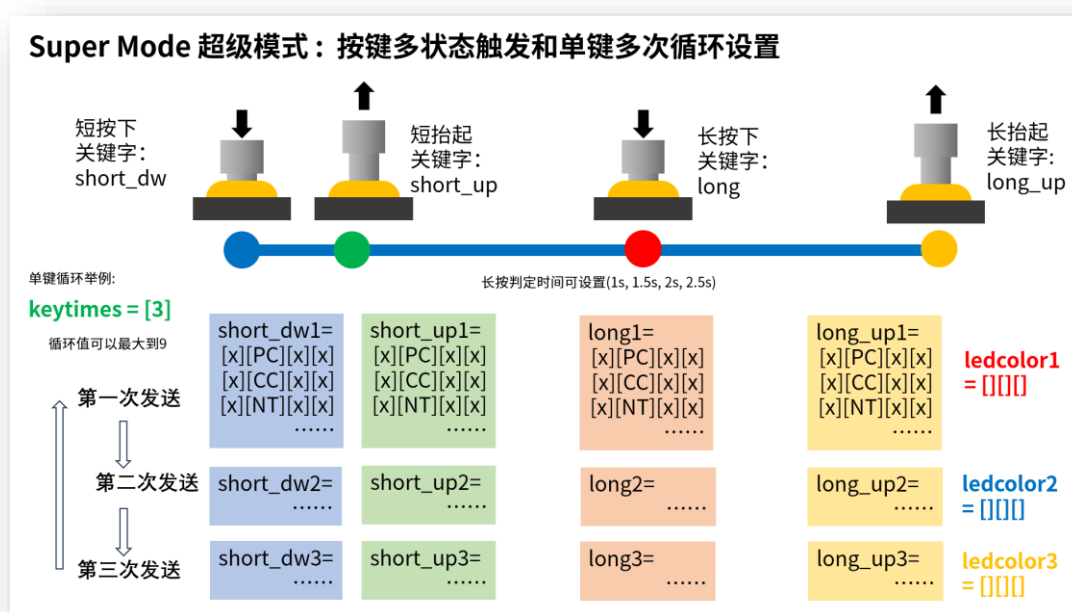 Super Mode 超级模式：按键多状态触发和单键多次循环设置
短按下
关键字：
short_dw
短抬起
关键字：
short_up
长按下
关键字：
long
长抬起
关键字:
long_up
单键循环举例:
长按判定时间可设置(1s, 1.5s, 2s, 2.5s)
keytimes = [3]
循环值可以最大到9
第一次发送
short_dw1=
[x][PC][x][x]
[x][CC][x][x]
[x][NT][x][x]
……
short_up1=
[x][PC][x][x]
[x][CC][x][x]
[x][NT][x][x]
……
long1=
[x][PC][x][x]
[x][CC][x][x]
[x][NT][x][x]
……
long_up1=
[x][PC][x][x]
[x][CC][x][x]
[x][NT][x][x]
……
ledcolor1
= [][][]
第二次发送
short_dw2=
……
short_up2=
……
long2=
……
long_up2=
……
ledcolor2
= [][][]
第三次发送
short_dw3=
……
short_up3=
……
long3=
……
long_up3=
……
ledcolor3
= [][][]